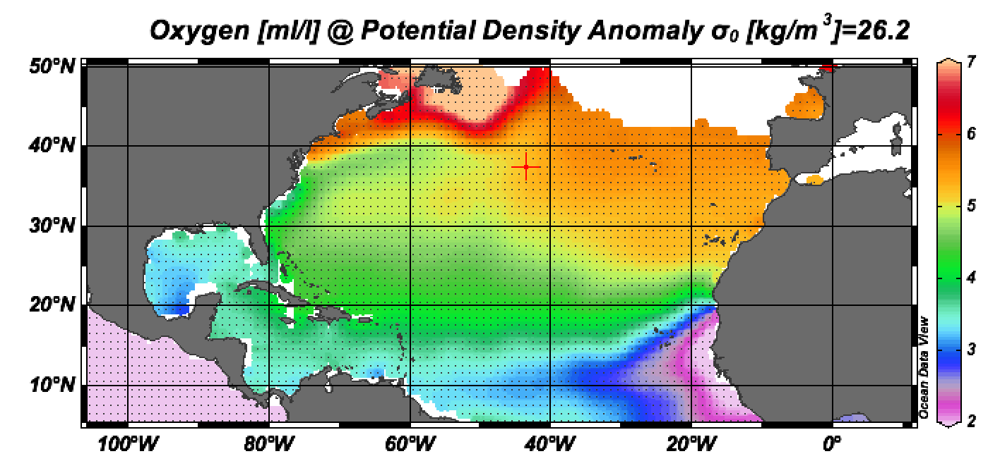 Oxygen [ml/l] @ Potential Density Anomaly σ₀ [kg/m³]=26.2
50°N
40°N
30°N
20°N
10°N
100°W
80°W
60°W
40°W
20°W
0°
7
6
5
4
3
2
Ocean Data View